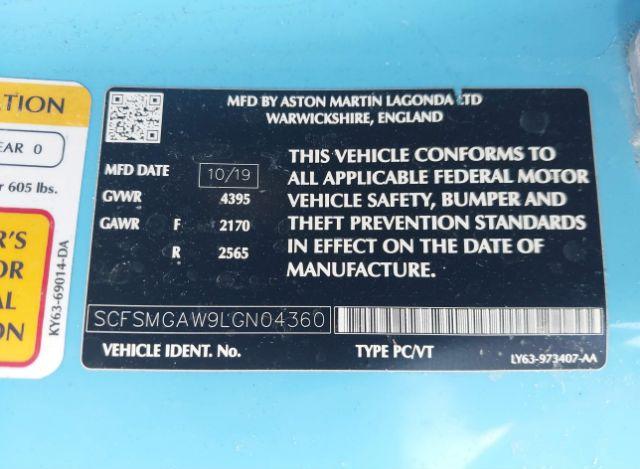 LTION
EAR 0
r 605 lbs.
R'S
OR
AL
ION
KY63-69014-DA
MFD BY ASTON MARTIN LAGONDA LTD
WARWICKSHIRE, ENGLAND
MFD DATE 10/19
GVWR 4395
GAWR F 2170
R 2565
THIS VEHICLE CONFORMS TO
ALL APPLICABLE FEDERAL MOTOR
VEHICLE SAFETY, BUMPER AND
THEFT PREVENTION STANDARDS
IN EFFECT ON THE DATE OF
MANUFACTURE.
SCFSMGAW9LGN04360
VEHICLE IDENT. No.
TYPE PC/VT
LY63-973407-AA